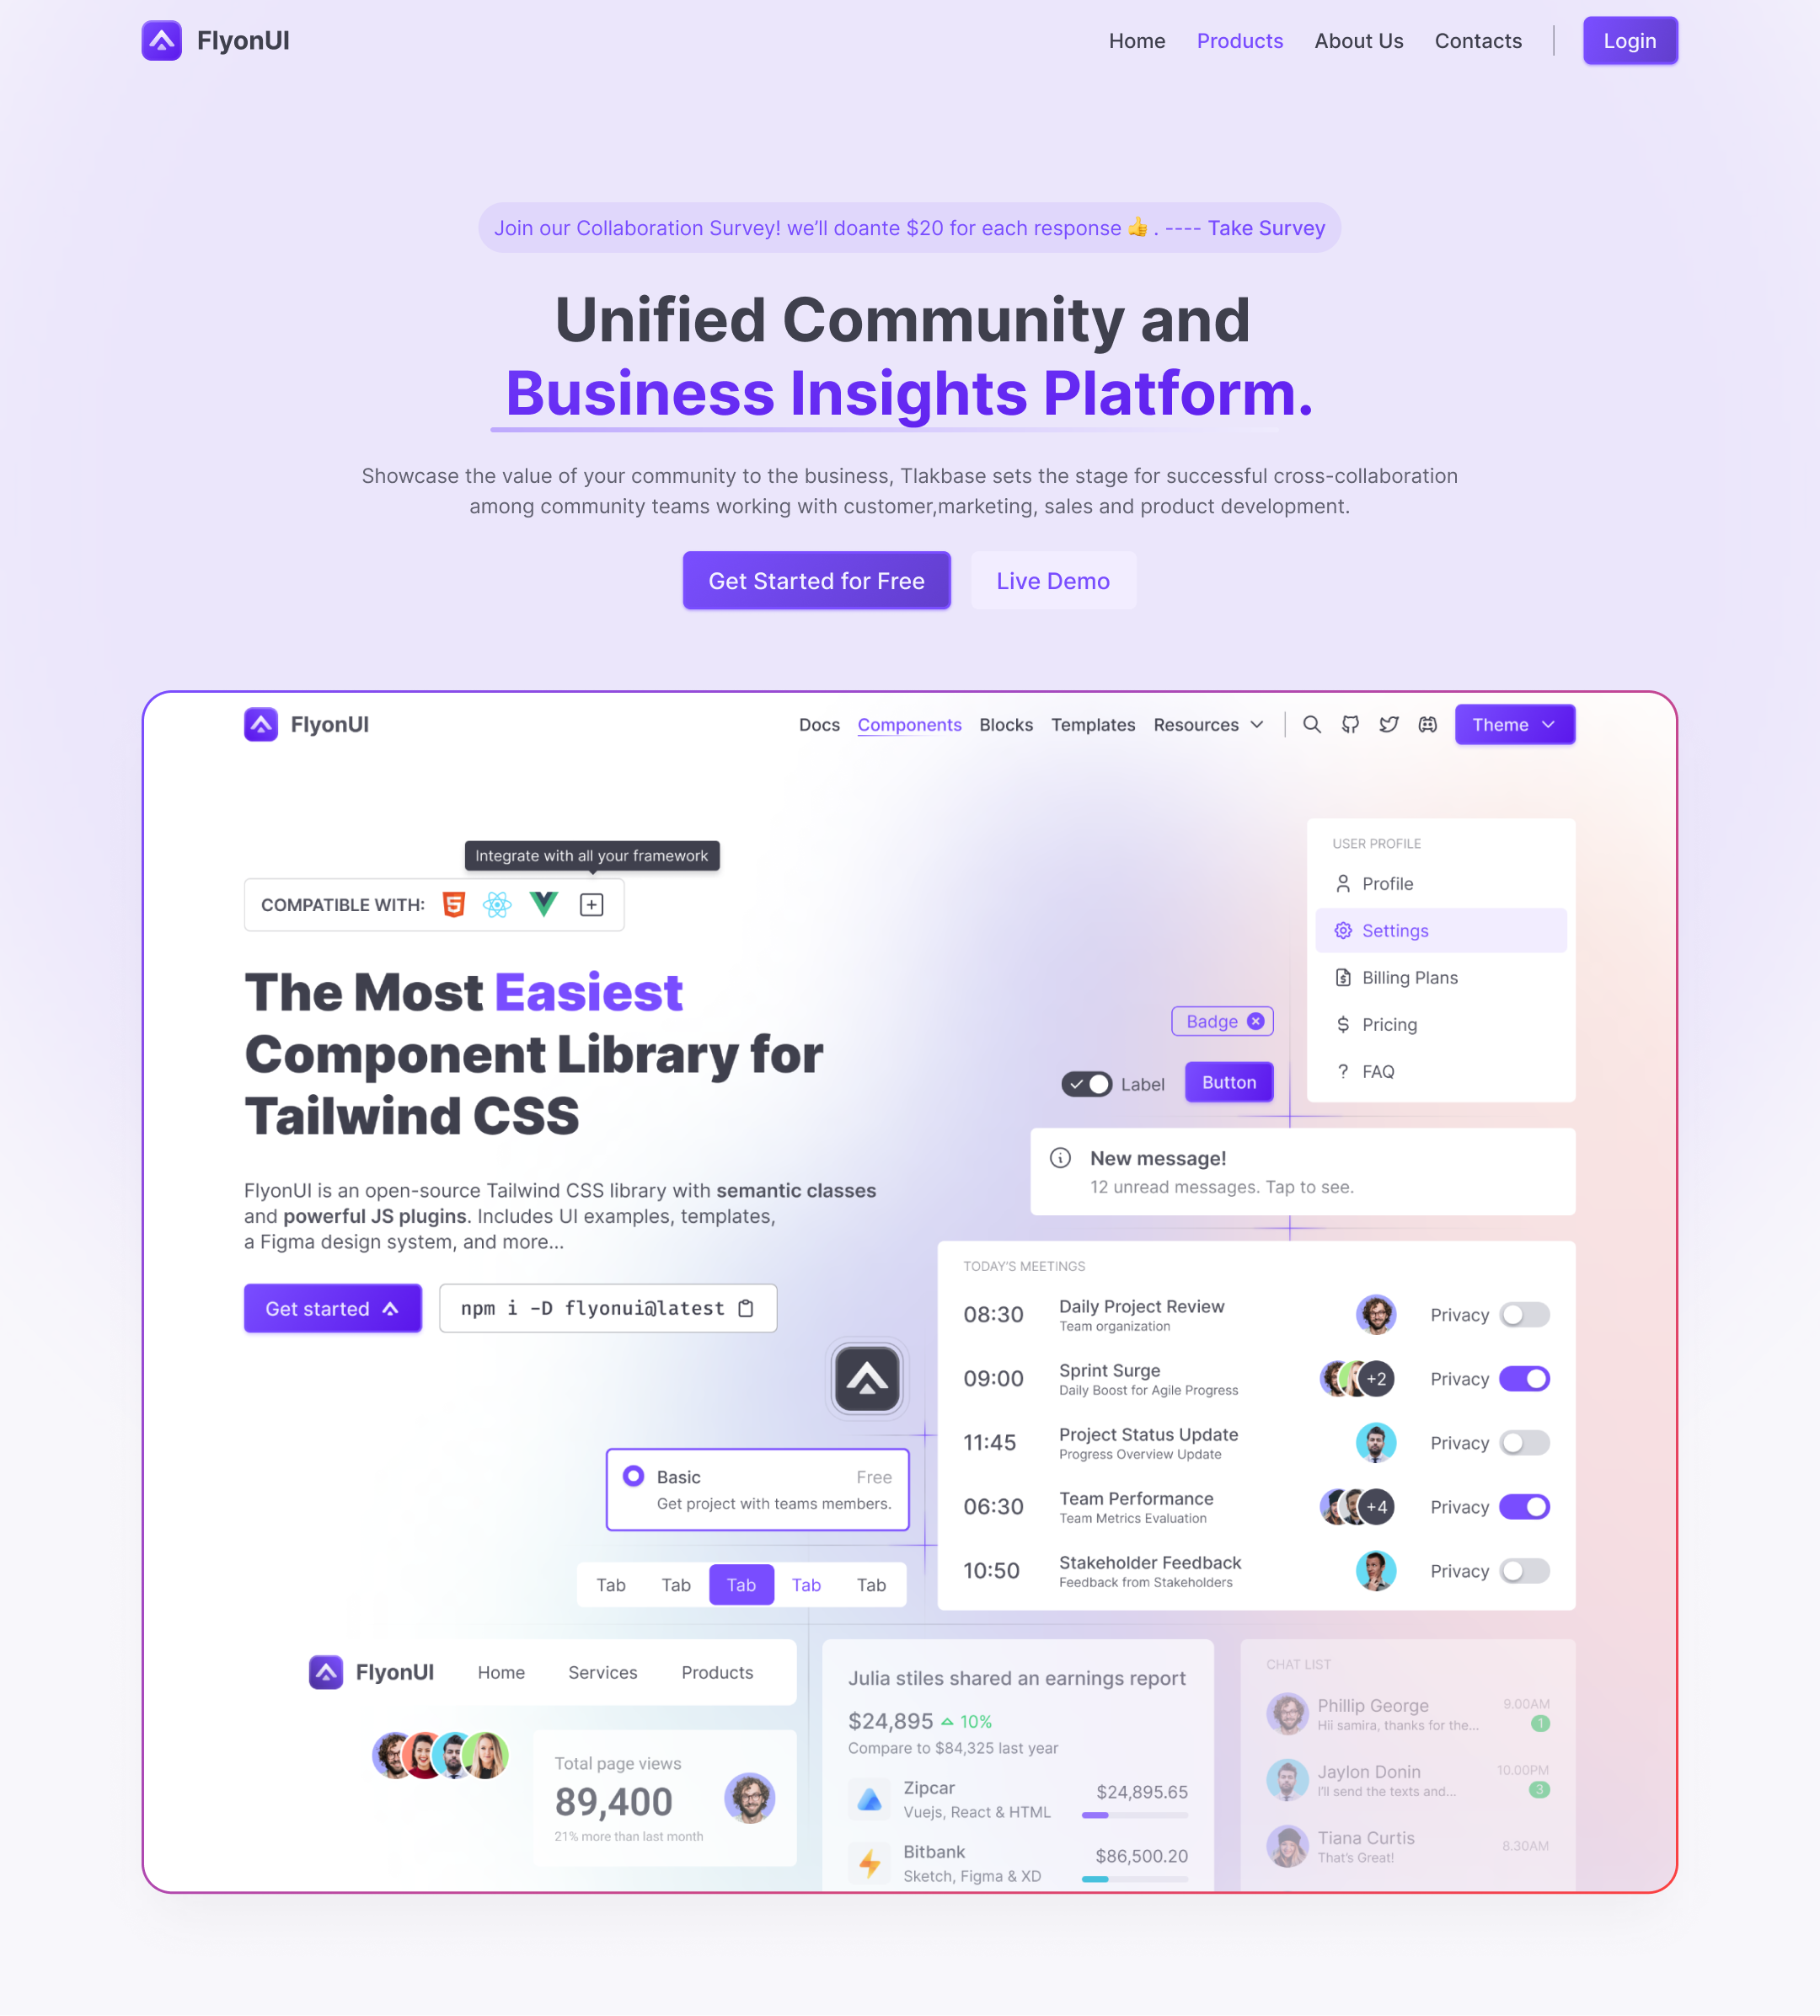 FlyonUI
Home Products About Us Contacts Login
Join our Collaboration Survey! we'll doante $20 for each response 👍 . ---- Take Survey
Unified Community and
Business Insights Platform.
Showcase the value of your community to the business, Tlakbase sets the stage for successful cross-collaboration
among community teams working with customer,marketing, sales and product development.
Get Started for Free Live Demo
FlyonUI
Docs Components Blocks Templates Resources Theme
Integrate with all your framework
COMPATIBLE WITH:
The Most Easiest
Component Library for
Tailwind CSS
FlyonUI is an open-source Tailwind CSS library with semantic classes
and powerful JS plugins. Includes UI examples, templates,
a Figma design system, and more...
Get started
npm i -D flyonui@latest
USER PROFILE
Profile
Settings
Billing Plans
Pricing
FAQ
Badge
Label
Button
New message!
12 unread messages. Tap to see.
TODAY'S MEETINGS
08:30 Daily Project Review Privacy
Team organization
09:00 Sprint Surge +2 Privacy
Daily Boost for Agile Progress
11:45 Project Status Update Privacy
Progress Overview Update
06:30 Team Performance +4 Privacy
Team Metrics Evaluation
10:50 Stakeholder Feedback Privacy
Feedback from Stakeholders
Basic Free
Get project with teams members.
Tab Tab Tab Tab Tab
FlyonUI Home Services Products
Total page views
89,400
21% more than last month
Julia stiles shared an earnings report
$24,895 10%
Compare to $84,325 last year
Zipcar $24,895.65
Vuejs, React & HTML
Bitbank $86,500.20
Sketch, Figma & XD
CHAT LIST
Phillip George 9.00AM
Hii samira, thanks for the... 1
Jaylon Donin 10.00PM
I'll send the texts and... 3
Tiana Curtis 8.30AM
That's Great!